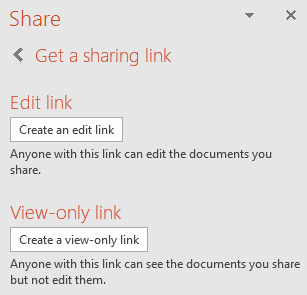 Share
Get a sharing link
Edit link
Create an edit link
Anyone with this link can edit the documents you
share.
View-only link
Create a view-only link
Anyone with this link can see the documents you share
but not edit them.